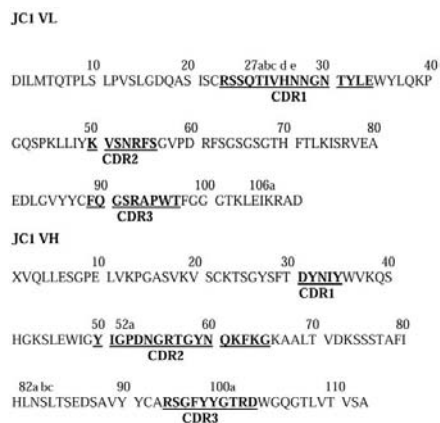 JC1 VL
10 20 27abc d e 30 40
DILMTQTPLS LPVSLGDQAS ISCRSSQTIVHNNGN TYLEWYLQKP
CDR1
50 60 70 80
GQSPKLLIYK VSNRFSGVPD RFSGSGSGTH FTLKISRVEA
CDR2
90 100 106a
EDLGVYYCFQ GSRAPWTFGG GTKLEIKRAD
CDR3
JC1 VH
10 20 30 40
XVQLLESGPE LVKPGASVKV SCKTSGYSFT DYNIYWVKQS
CDR1
50 52a 60 70 80
HGKSLEWIGY IGPDNGRTGYN QKFKGKAALT VDKSSSTAFI
CDR2
82a bc 90 100a 110
HLNSLTSEDSAVY YCARSGFYYGTRDWGQGTLVT VSA
CDR3